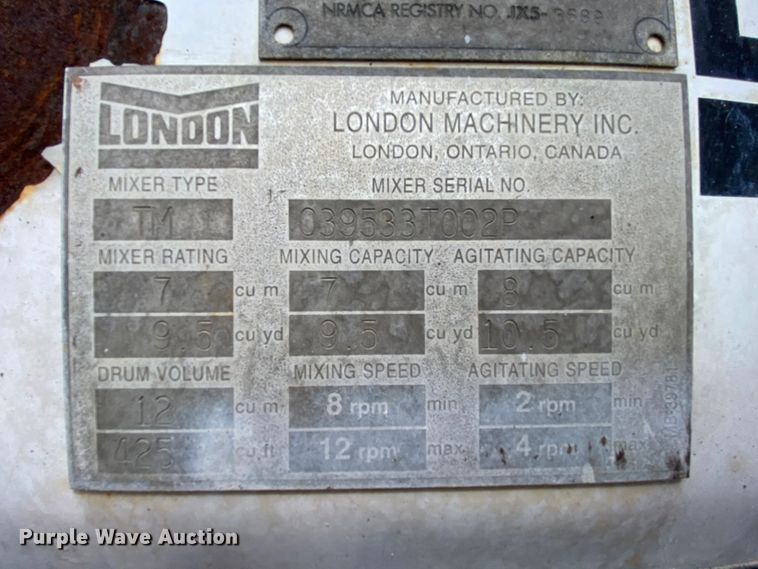 NRMCA REGISTRY NO. JX5-
LONDON
MANUFACTURED BY:
LONDON MACHINERY INC.
LONDON, ONTARIO, CANADA
MIXER TYPE MIXER SERIAL NO.
TM 039533T002P
MIXER RATING MIXING CAPACITY AGITATING CAPACITY
7 cu m 7 cu m 8 cu m
9.5 cu yd 9.5 cu yd 10.5 cu yd
DRUM VOLUME MIXING SPEED AGITATING SPEED
12 cu m 8 rpm min 2 rpm min
425 cu ft 12 rpm max 4 rpm max
Purple Wave Auction